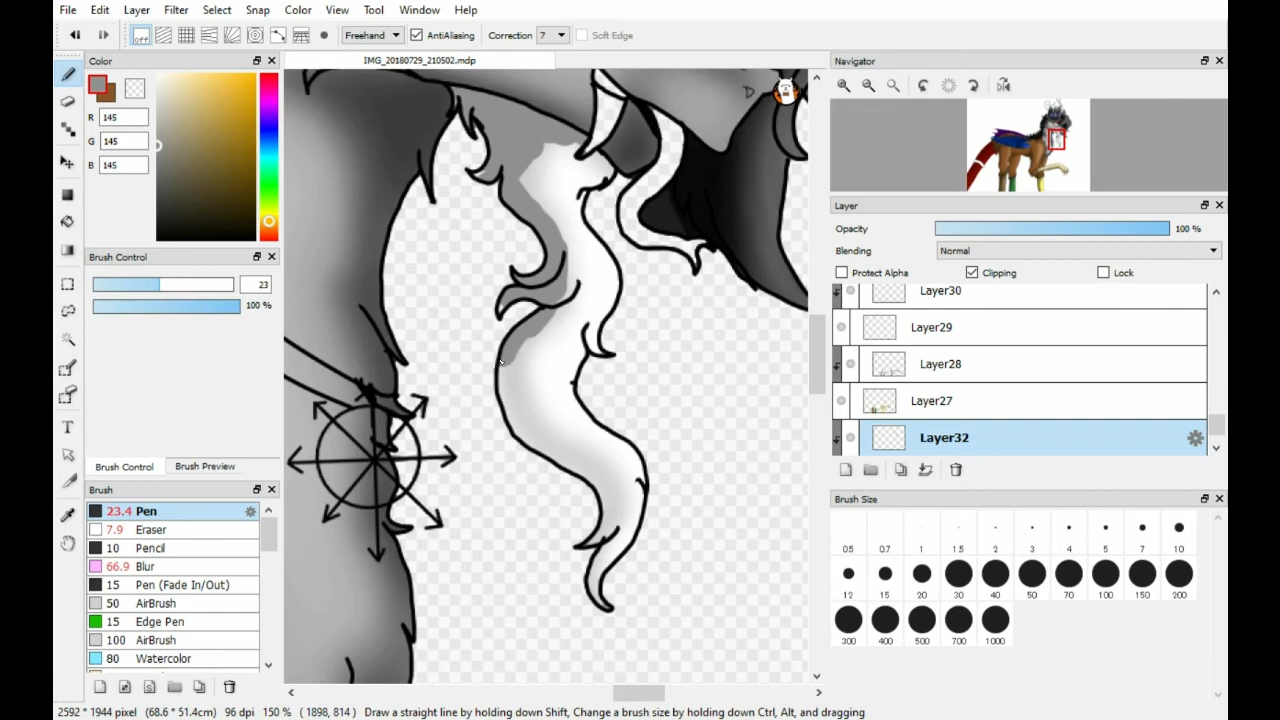 File Edit Layer Filter Select Snap Color View Tool Window Help
off Freehand AntiAliasing Correction 7 Soft Edge
Color
IMG_20180729_210502.mdp
Navigator
R 145
G 145
B 145
D
Layer
Opacity 100 %
Blending Normal
Protect Alpha Clipping Lock
Layer30
Layer29
Layer28
Layer27
Layer32
Brush Control
23
100 %
Brush Control Brush Preview
Brush
23.4 Pen
7.9 Eraser
10 Pencil
66.9 Blur
15 Pen (Fade In/Out)
50 AirBrush
15 Edge Pen
100 AirBrush
80 Watercolor
Brush Size
0.5 0.7 1 1.5 2 3 4 5 7 10
12 15 20 30 40 50 70 100 150 200
300 400 500 700 1000
2592 * 1944 pixel (68.6 * 51.4cm) 96 dpi 150 % ( 1898, 814 ) Draw a straight line by holding down Shift, Change a brush size by holding down Ctrl, Alt, and dragging